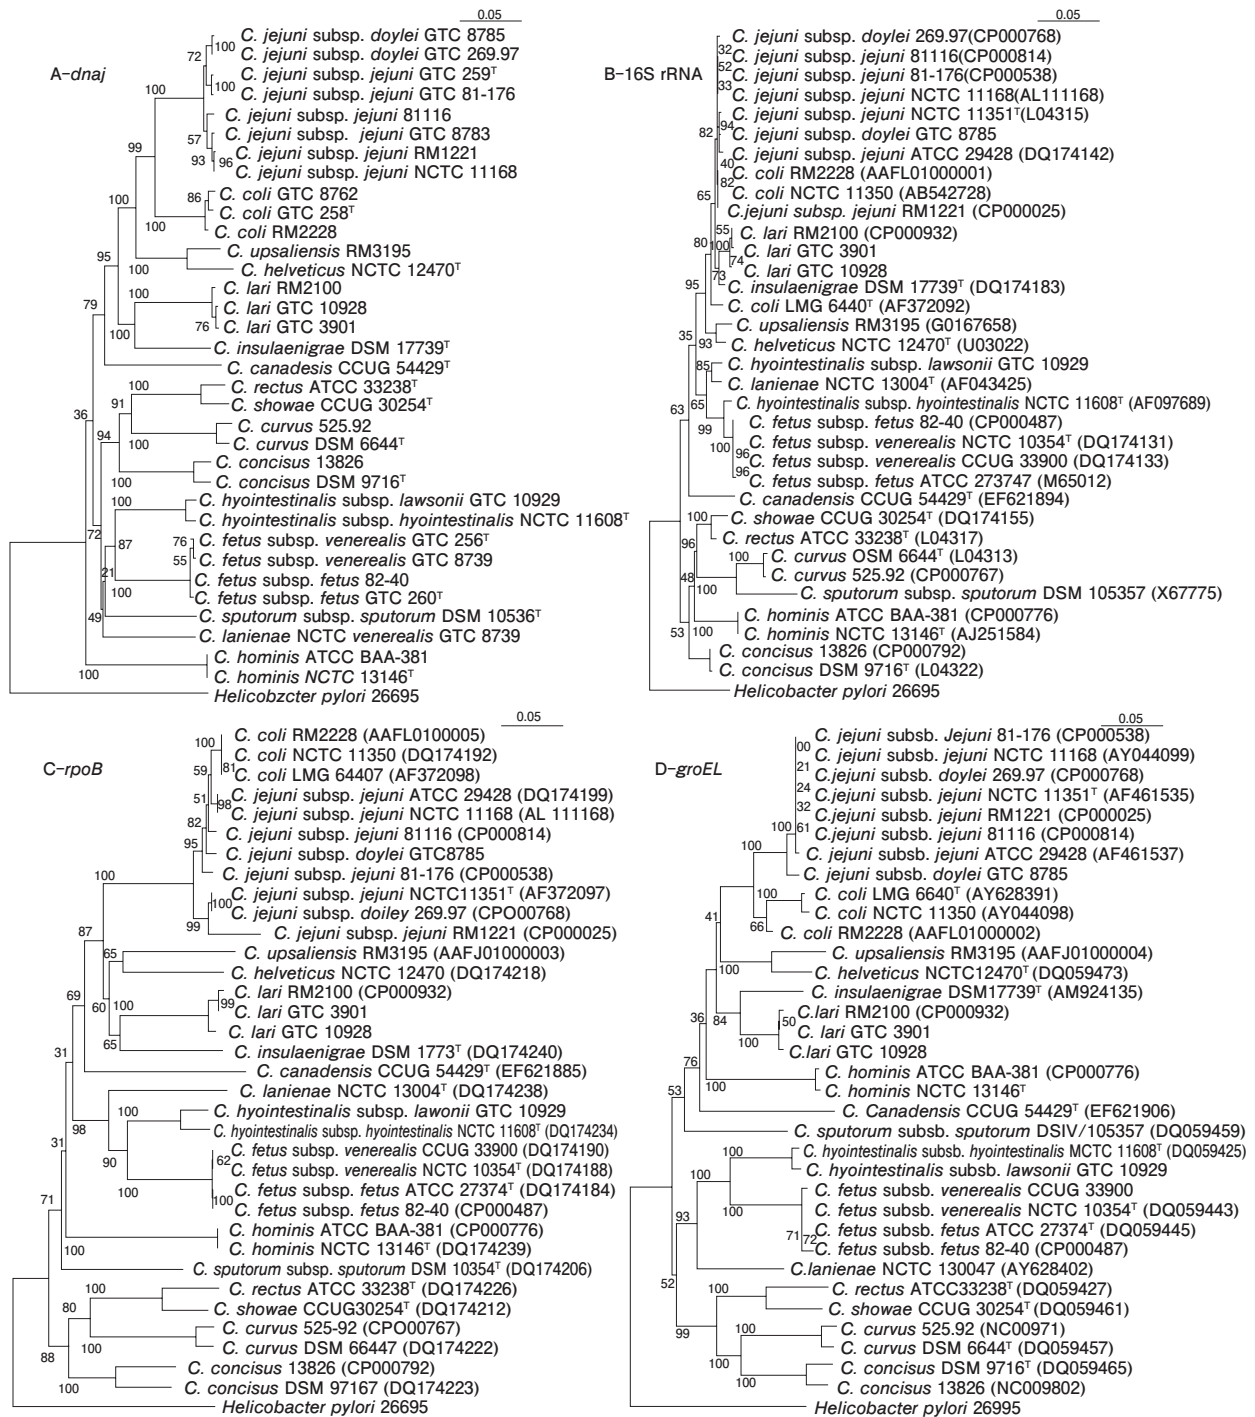 0.05
A-dnaj
C. jejuni subsp. doylei GTC 8785
C. jejuni subsp. doylei GTC 269.97
C. jejuni subsp. jejuni GTC 259ᵀ
C. jejuni subsp. jejuni GTC 81-176
C. jejuni subsp. jejuni 81116
C. jejuni subsp. jejuni GTC 8783
C. jejuni subsp. jejuni RM1221
C. jejuni subsp. jejuni NCTC 11168
C. coli GTC 8762
C. coli GTC 258ᵀ
C. coli RM2228
C. upsaliensis RM3195
C. helveticus NCTC 12470ᵀ
C. lari RM2100
C. lari GTC 10928
C. lari GTC 3901
C. insulaenigrae DSM 17739ᵀ
C. canadesis CCUG 54429ᵀ
C. rectus ATCC 33238ᵀ
C. showae CCUG 30254ᵀ
C. curvus 525.92
C. curvus DSM 6644ᵀ
C. concisus 13826
C. concisus DSM 9716ᵀ
C. hyointestinalis subsp. lawsonii GTC 10929
C. hyointestinalis subsp. hyointestinalis NCTC 11608ᵀ
C. fetus subsp. venerealis GTC 256ᵀ
C. fetus subsp. venerealis GTC 8739
C. fetus subsp. fetus 82-40
C. fetus subsp. fetus GTC 260ᵀ
C. sputorum subsp. sputorum DSM 10536ᵀ
C. lanienae NCTC venerealis GTC 8739
C. hominis ATCC BAA-381
C. hominis NCTC 13146ᵀ
Helicobzcter pylori 26695
100
72
100
100
57
93
96
99
86
100
100
95
100
100
79
76
100
100
91
36
94
100
100
100
72
87
76
55
21
100
49
100
0.05
B-16S rRNA
C. jejuni subsp. doylei 269.97(CP000768)
C. jejuni subsp. jejuni 81116(CP000814)
C. jejuni subsp. jejuni 81-176(CP000538)
C. jejuni subsp. jejuni NCTC 11168(AL111168)
C. jejuni subsp. jejuni NCTC 11351ᵀ(L04315)
C. jejuni subsp. doylei GTC 8785
C. jejuni subsp. jejuni ATCC 29428 (DQ174142)
C. coli RM2228 (AAFL01000001)
C. coli NCTC 11350 (AB542728)
C.jejuni subsp. jejuni RM1221 (CP000025)
C. lari RM2100 (CP000932)
C. lari GTC 3901
C. lari GTC 10928
C. insulaenigrae DSM 17739ᵀ (DQ174183)
C. coli LMG 6440ᵀ (AF372092)
C. upsaliensis RM3195 (G0167658)
C. helveticus NCTC 12470ᵀ (U03022)
C. hyointestinalis subsp. lawsonii GTC 10929
C. lanienae NCTC 13004ᵀ (AF043425)
C. hyointestinalis subsp. hyointestinalis NCTC 11608ᵀ (AF097689)
C. fetus subsp. fetus 82-40 (CP000487)
C. fetus subsp. venerealis NCTC 10354ᵀ (DQ174131)
C. fetus subsp. venerealis CCUG 33900 (DQ174133)
C. fetus subsp. fetus ATCC 273747 (M65012)
C. canadensis CCUG 54429ᵀ (EF621894)
C. showae CCUG 30254ᵀ (DQ174155)
C. rectus ATCC 33238ᵀ (L04317)
C. curvus OSM 6644ᵀ (L04313)
C. curvus 525.92 (CP000767)
C. sputorum subsp. sputorum DSM 105357 (X67775)
C. hominis ATCC BAA-381 (CP000776)
C. hominis NCTC 13146ᵀ (AJ251584)
C. concisus 13826 (CP000792)
C. concisus DSM 9716ᵀ (L04322)
Helicobacter pylori 26695
32
52
33
94
82
40
82
65
55
80
100
74
73
95
35
93
85
65
63
99
100
96
96
100
96
100
48
100
53
100
0.05
C-rpoB
C. coli RM2228 (AAFL0100005)
C. coli NCTC 11350 (DQ174192)
C. coli LMG 64407 (AF372098)
C. jejuni subsp. jejuni ATCC 29428 (DQ174199)
C. jejuni subsp. jejuni NCTC 11168 (AL 111168)
C. jejuni subsp. jejuni 81116 (CP000814)
C. jejuni subsp. doylei GTC8785
C. jejuni subsp. jejuni 81-176 (CP000538)
C. jejuni subsp. jejuni NCTC11351ᵀ (AF372097)
C. jejuni subsp. doiley 269.97 (CPO00768)
C. jejuni subsp. jejuni RM1221 (CP000025)
C. upsaliensis RM3195 (AAFJ01000003)
C. helveticus NCTC 12470 (DQ174218)
C. lari RM2100 (CP000932)
C. lari GTC 3901
C. lari GTC 10928
C. insulaenigrae DSM 1773ᵀ (DQ174240)
C. canadensis CCUG 54429ᵀ (EF621885)
C. lanienae NCTC 13004ᵀ (DQ174238)
C. hyointestinalis subsp. lawonii GTC 10929
C. hyointestinalis subsp. hyointestinalis NCTC 11608ᵀ (DQ174234)
C. fetus subsp. venerealis CCUG 33900 (DQ174190)
C. fetus subsp. venerealis NCTC 10354ᵀ (DQ174188)
C. fetus subsp. fetus ATCC 27374ᵀ (DQ174184)
C. fetus subsp. fetus 82-40 (CP000487)
C. hominis ATCC BAA-381 (CP000776)
C. hominis NCTC 13146ᵀ (DQ174239)
C. sputorum subsp. sputorum DSM 10354ᵀ (DQ174206)
C. rectus ATCC 33238ᵀ (DQ174226)
C. showae CCUG30254ᵀ (DQ174212)
C. curvus 525-92 (CPO00767)
C. curvus DSM 66447 (DQ174222)
C. concisus 13826 (CP000792)
C. concisus DSM 97167 (DQ174223)
Helicobacter pylori 26695
100
81
59
51
98
82
95
100
100
99
87
65
99
60
100
65
69
31
100
98
31
90
62
100
100
71
100
80
100
88
100
0.05
D-groEL
C. jejuni subsb. Jejuni 81-176 (CP000538)
C. jejuni subsb. jejuni NCTC 11168 (AY044099)
C.jejuni subsb. doylei 269.97 (CP000768)
C.jejuni subsb. jejuni NCTC 11351ᵀ (AF461535)
C.jejuni subsb. jejuni RM1221 (CP000025)
C.jejuni subsb. jejuni 81116 (CP000814)
C. jejuni subsb. jejuni ATCC 29428 (AF461537)
C. jejuni subsb. doylei GTC 8785
C. coli LMG 6640ᵀ (AY628391)
C. coli NCTC 11350 (AY044098)
C. coli RM2228 (AAFL01000002)
C. upsaliensis RM3195 (AAFJ01000004)
C. helveticus NCTC12470ᵀ (DQ059473)
C. insulaenigrae DSM17739ᵀ (AM924135)
C.lari RM2100 (CP000932)
C. lari GTC 3901
C.lari GTC 10928
C. hominis ATCC BAA-381 (CP000776)
C. hominis NCTC 13146ᵀ
C. Canadensis CCUG 54429ᵀ (EF621906)
C. sputorum subsb. sputorum DSIV/105357 (DQ059459)
C. hyointestinalis subsb. hyointestinalis MCTC 11608ᵀ (DQ059425)
C. hyointestinalis subsb. lawsonii GTC 10929
C. fetus subsb. venerealis CCUG 33900
C. fetus subsb. venerealis NCTC 10354ᵀ (DQ059443)
C. fetus subsb. fetus ATCC 27374ᵀ (DQ059445)
C. fetus subsb. fetus 82-40 (CP000487)
C.lanienae NCTC 130047 (AY628402)
C. rectus ATCC33238ᵀ (DQ059427)
C. showae CCUG 30254ᵀ (DQ059461)
C. curvus 525.92 (NC00971)
C. curvus DSM 6644ᵀ (DQ059457)
C. concisus DSM 9716ᵀ (DQ059465)
C. concisus 13826 (NC009802)
Helicobacter pylori 26995
00
21
24
32
61
100
100
100
66
41
100
36
84
50
100
76
100
53
100
100
100
93
71
72
52
100
99
100
100
100